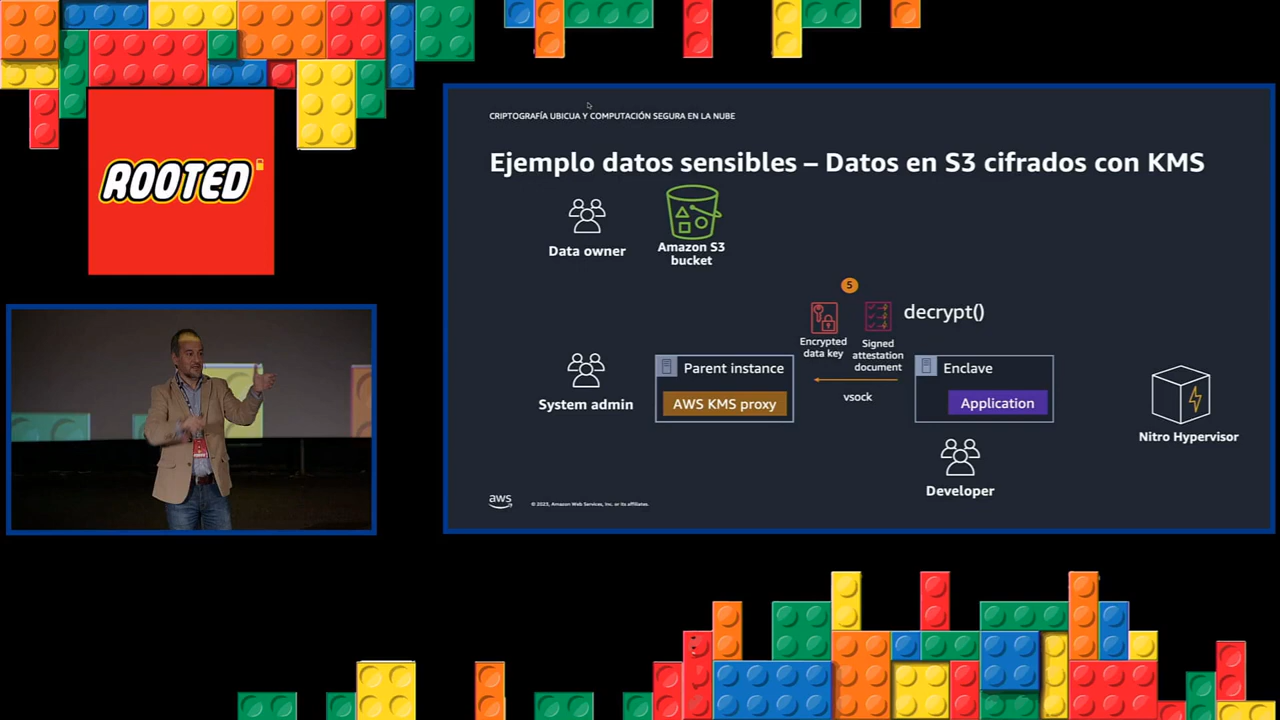 ROOTED
CRIPTOGRAFÍA UBICUA Y COMPUTACIÓN SEGURA EN LA NUBE
Ejemplo datos sensibles – Datos en S3 cifrados con KMS
Data owner
Amazon S3
bucket
5
decrypt()
Encrypted
data key
Signed
attestation
document
System admin
Parent instance
AWS KMS proxy
vsock
Enclave
Application
Nitro Hypervisor
Developer
aws
© 2023, Amazon Web Services, Inc. or its affiliates.